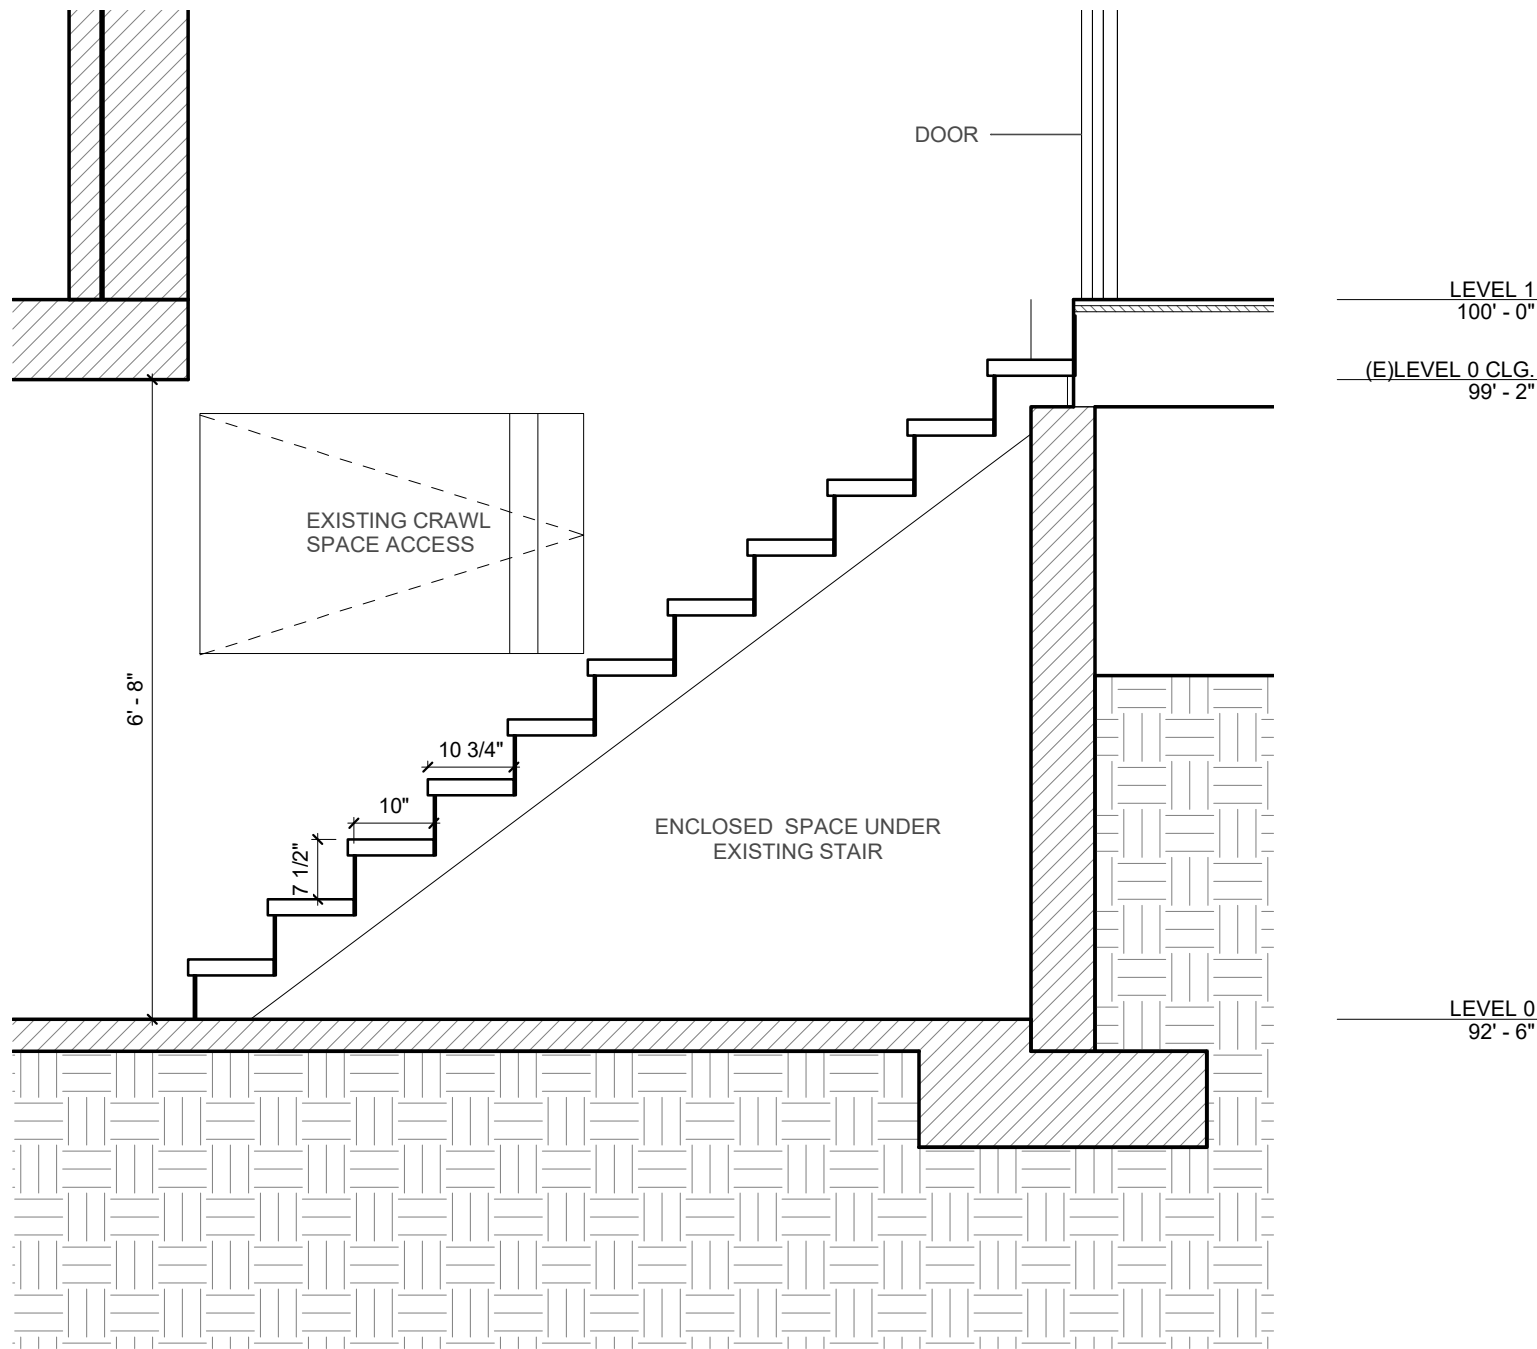 DOOR
LEVEL 1
100' - 0"
(E)LEVEL 0 CLG.
99' - 2"
EXISTING CRAWL
SPACE ACCESS
6' - 8"
10 3/4"
10"
7 1/2"
ENCLOSED  SPACE UNDER
EXISTING STAIR
LEVEL 0
92' - 6"